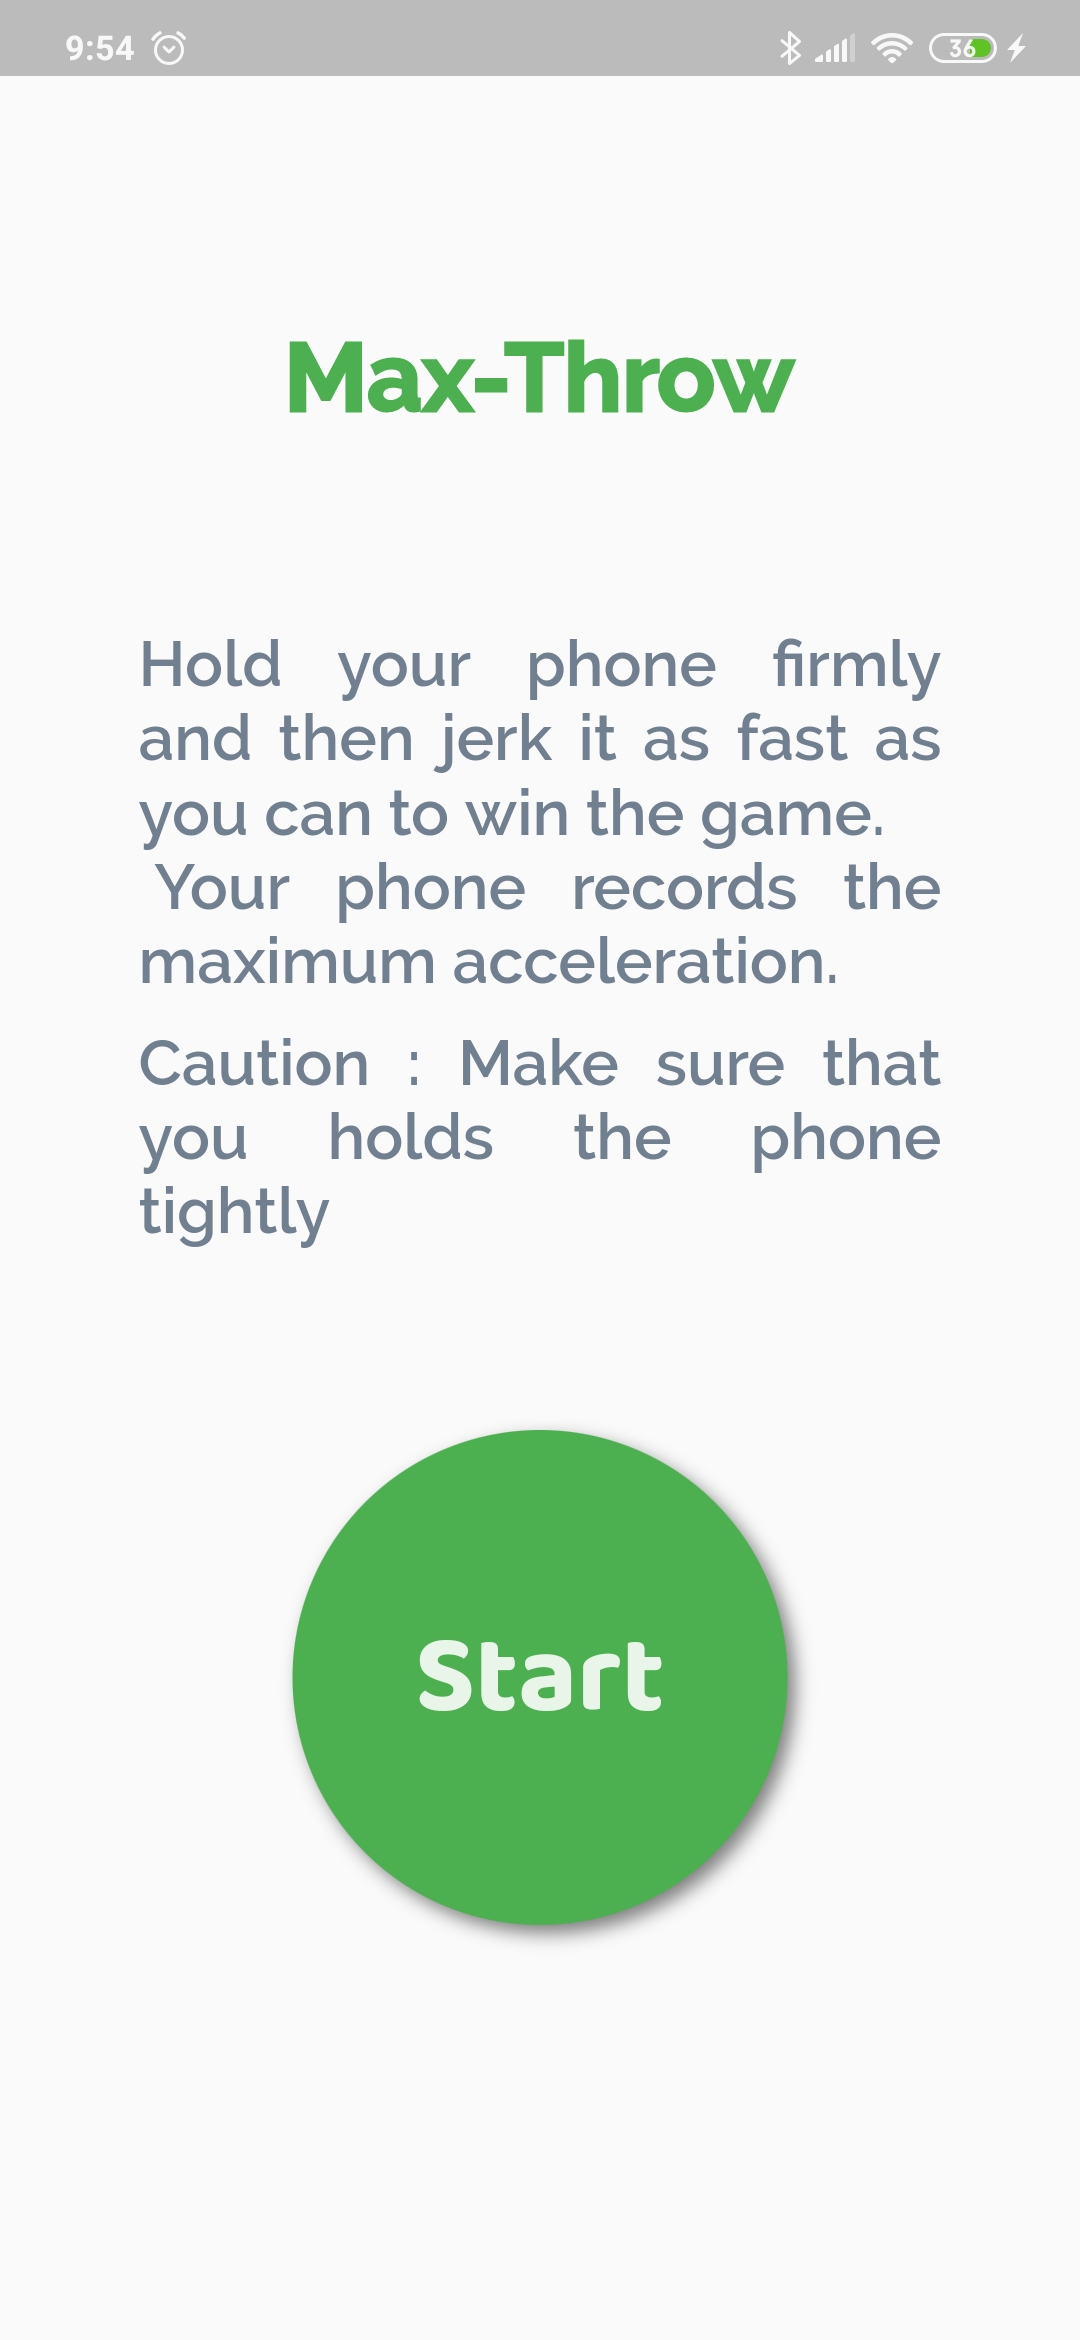 9:54
36
Max-Throw
Hold your phone firmly
and then jerk it as fast as
you can to win the game.
Your phone records the
maximum acceleration.
Caution : Make sure that
you holds the phone
tightly
Start